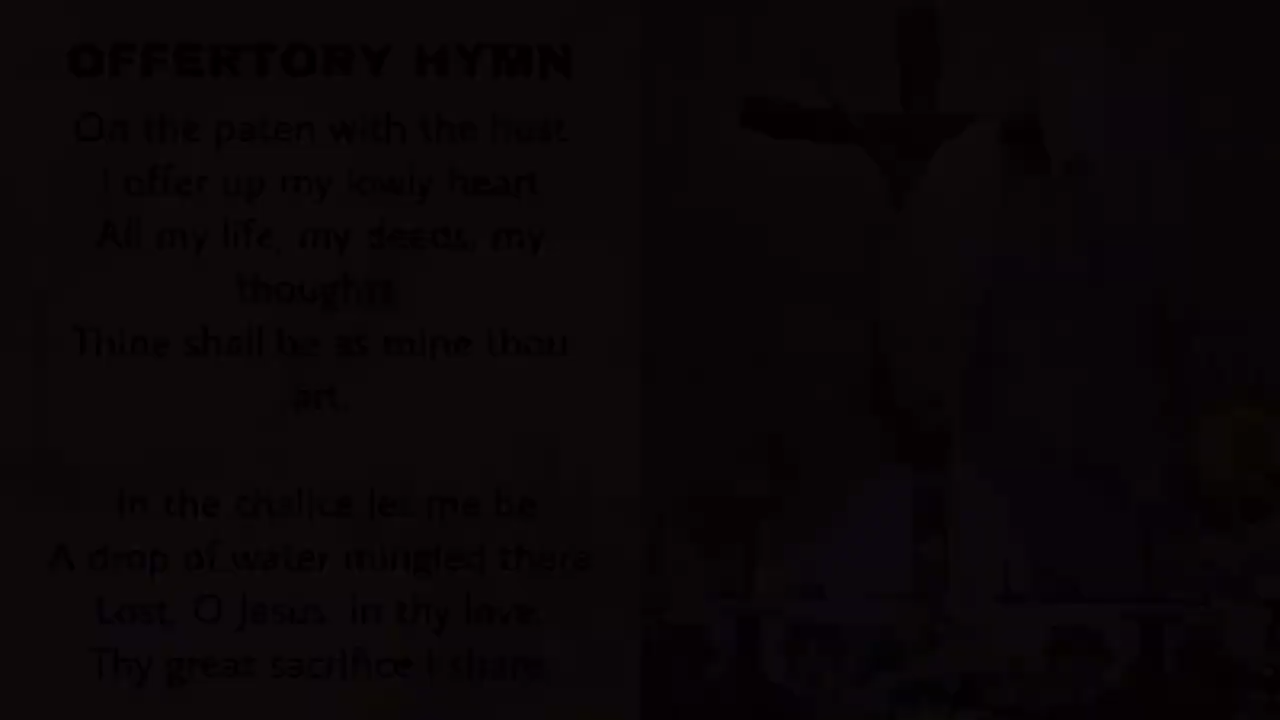 OFFERTORY HYMN
On the paten with the host
I offer up my lowly heart
All my life, my deeds, my
thoughts
Thine shall be as mine thou
art.
In the chalice let me be
A drop of water mingled there
Lost, O Jesus, in thy love
Thy great sacrifice I share